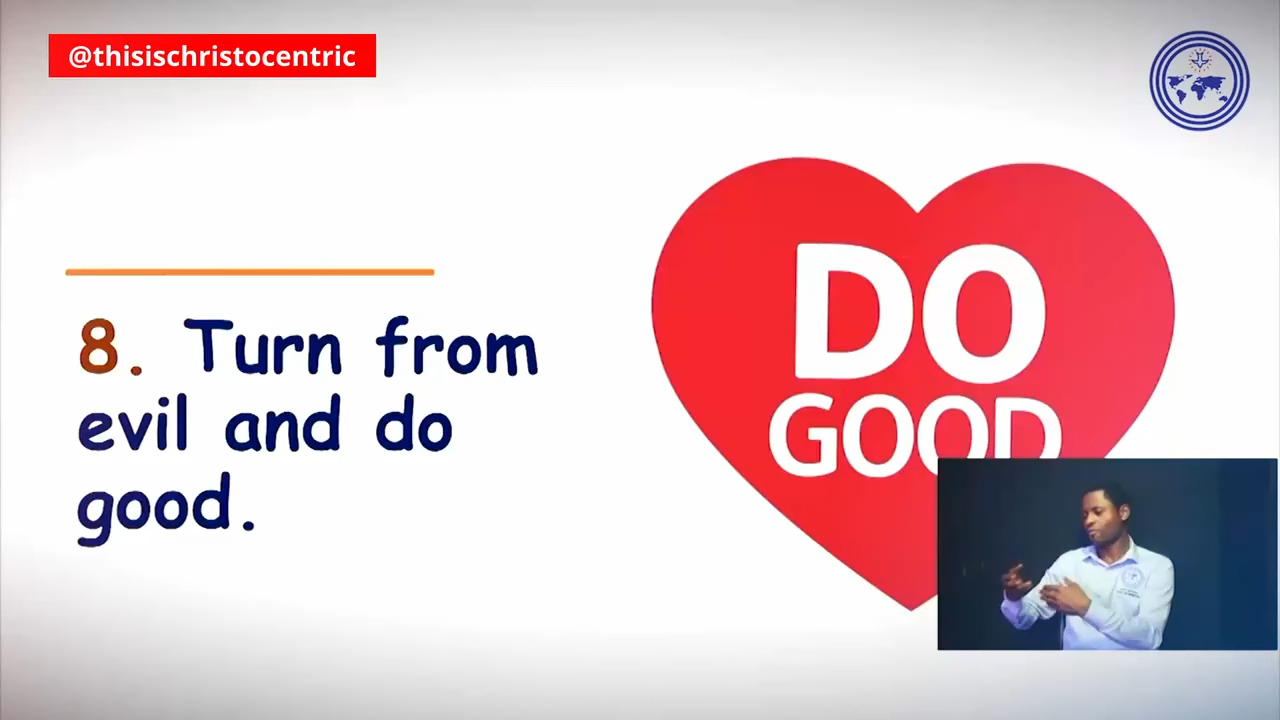 @thisischristocentric
8. Turn from
evil and do
good.
DO
GOOD